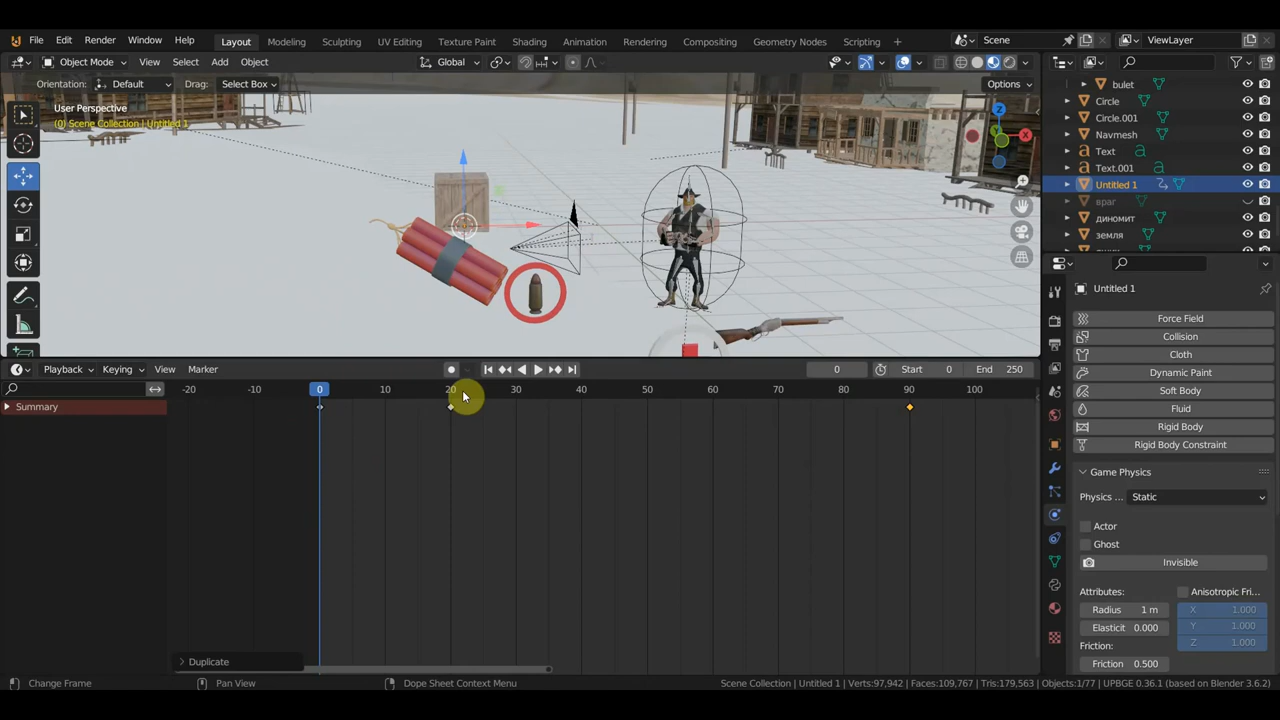 File Edit Render Window Help
Layout Modeling Sculpting UV Editing Texture Paint Shading Animation Rendering Compositing Geometry Nodes Scripting + Scene ViewLayer
Object Mode View Select Add Object Global
Orientation: Default Drag: Select Box Options
User Perspective
(0) Scene Collection | Untitled 1
Z
X
bulet
Circle
Circle.001
Navmesh
Text
Text.001
Untitled 1
враг
диномит
земля
Untitled 1
Force Field
Collision
Cloth
Dynamic Paint
Soft Body
Fluid
Rigid Body
Rigid Body Constraint
Game Physics
Physics ... Static
Actor
Ghost
Invisible
Attributes: Anisotropic Fri...
Radius 1 m X 1.000
Elasticit 0.000 Y 1.000
Friction: Z 1.000
Friction 0.500
Playback Keying View Marker 0 Start 0 End 250
-20 -10 0 20 30 40 50 60 70 80 90 100
Summary
Duplicate
Change Frame Pan View Dope Sheet Context Menu Scene Collection | Untitled 1 | Verts:97,942 | Faces:109,767 | Tris:179,563 | Objects:1/77 | UPBGE 0.36.1 (based on Blender 3.6.2)